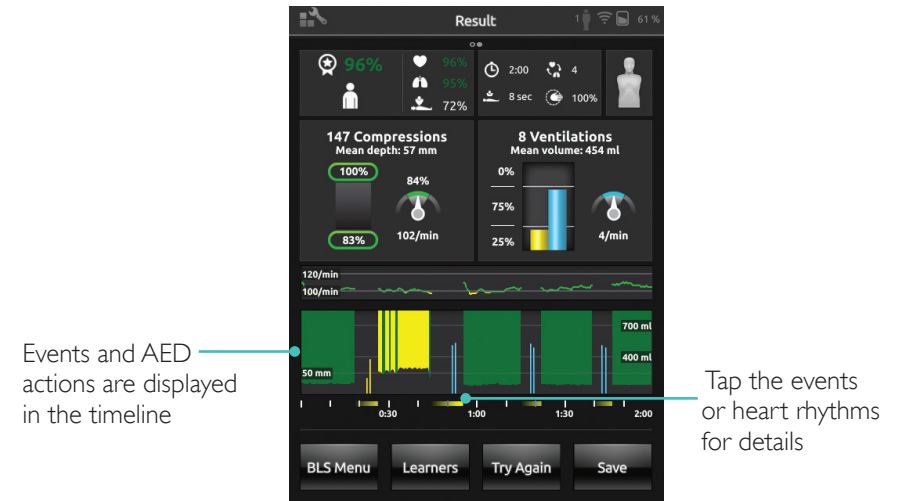 Result
1
61 %
96%
96%
95%
72%
2:00
4
8 sec
100%
147 Compressions
Mean depth: 57 mm
100%
84%
83%
102/min
8 Ventilations
Mean volume: 454 ml
0%
75%
25%
4/min
120/min
100/min
700 ml
400 ml
50 mm
0:30
1:00
1:30
2:00
BLS Menu
Learners
Try Again
Save
Events and AED
actions are displayed
in the timeline
Tap the events
or heart rhythms
for details